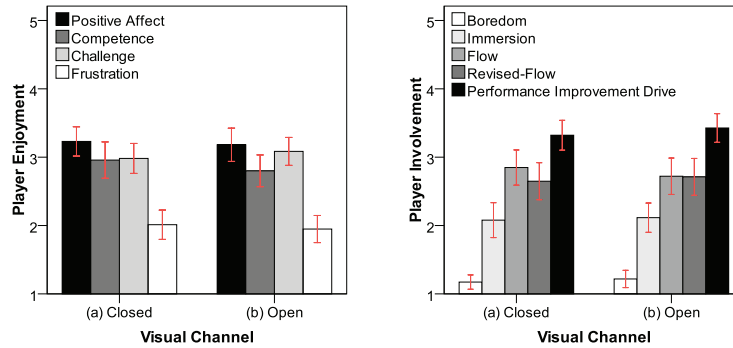 5
4
3
2
1
Player Enjoyment
Positive Affect
Competence
Challenge
Frustration
(a) Closed
(b) Open
Visual Channel
5
4
3
2
1
Player Involvement
Boredom
Immersion
Flow
Revised-Flow
Performance Improvement Drive
(a) Closed
(b) Open
Visual Channel